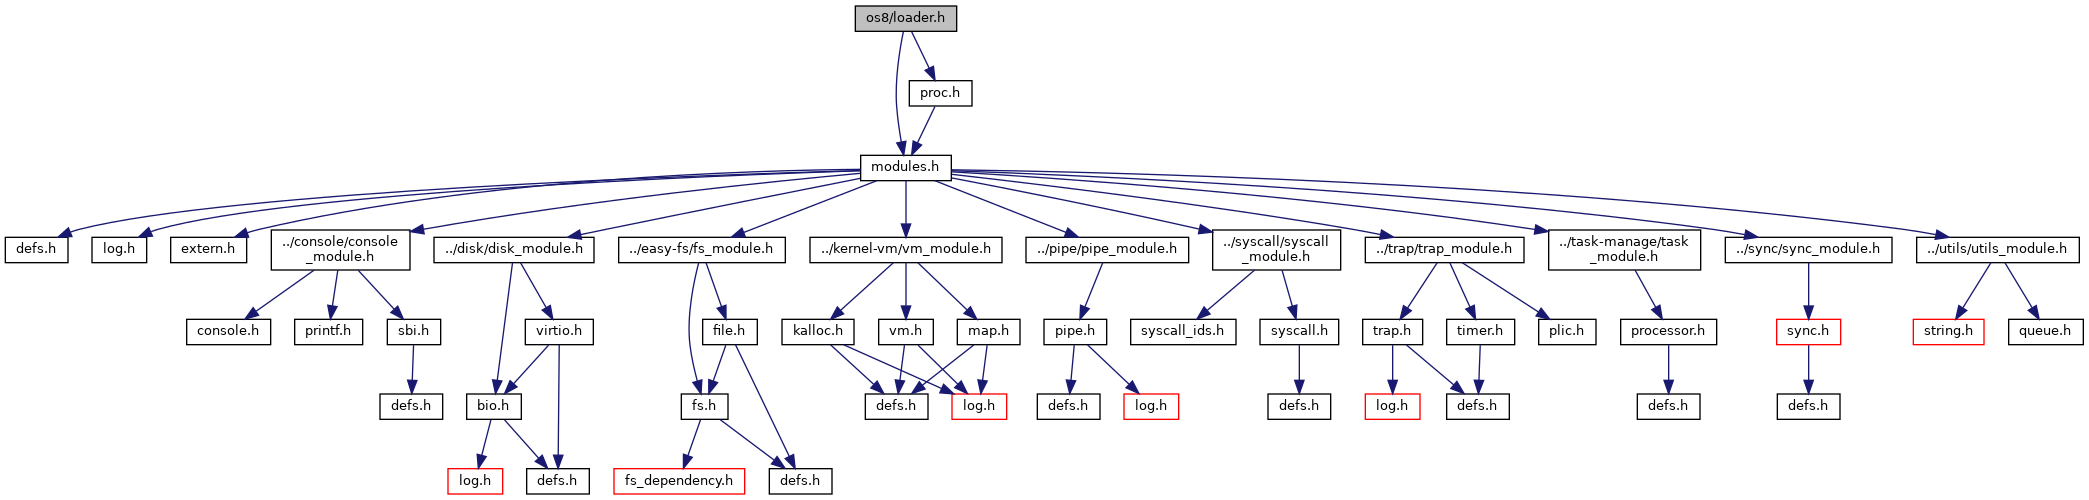 os8/loader.h
proc.h
modules.h
defs.h
log.h
extern.h
../console/console
_module.h
../disk/disk_module.h
../easy-fs/fs_module.h
../kernel-vm/vm_module.h
../pipe/pipe_module.h
../syscall/syscall
_module.h
../trap/trap_module.h
../task-manage/task
_module.h
../sync/sync_module.h
../utils/utils_module.h
console.h
printf.h
sbi.h
virtio.h
file.h
kalloc.h
vm.h
map.h
pipe.h
syscall_ids.h
syscall.h
trap.h
timer.h
plic.h
processor.h
sync.h
string.h
queue.h
defs.h
bio.h
fs.h
defs.h
log.h
defs.h
log.h
defs.h
log.h
defs.h
defs.h
defs.h
log.h
defs.h
fs_dependency.h
defs.h